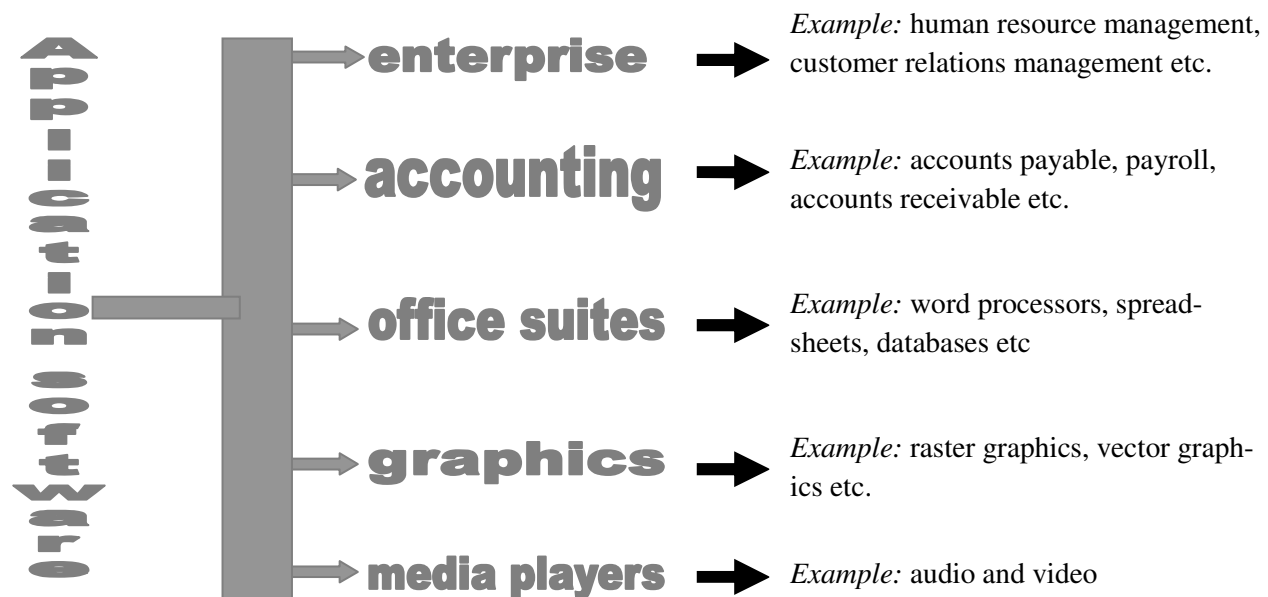 Application software
enterprise
Example: human resource management,
customer relations management etc.
accounting
Example: accounts payable, payroll,
accounts receivable etc.
office suites
Example: word processors, spread-
sheets, databases etc
graphics
Example: raster graphics, vector graph-
ics etc.
media players
Example: audio and video